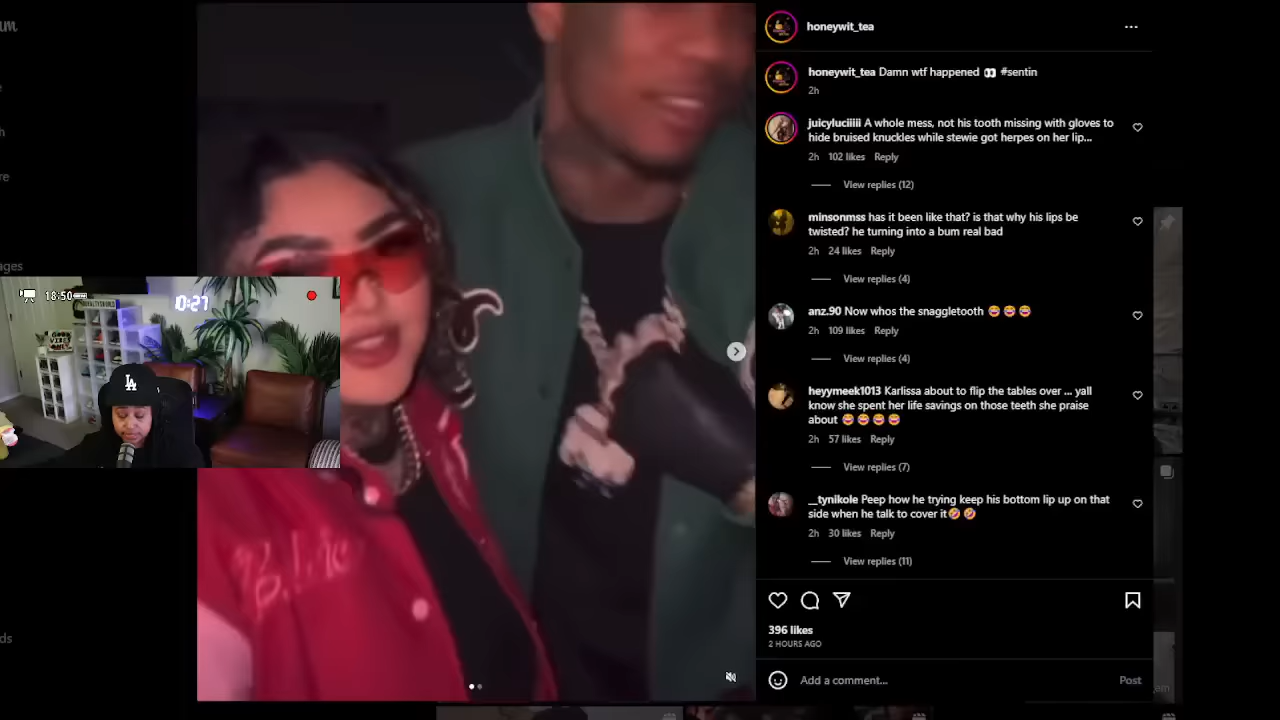 honeywit_tea
honeywit_tea Damn wtf happened 👀 #sentin
2h
juicyluciiiii A whole mess, not his tooth missing with gloves to
hide bruised knuckles while stewie got herpes on her lip...
2h 102 likes Reply
View replies (12)
minsonmss has it been like that? is that why his lips be
twisted? he turning into a bum real bad
2h 24 likes Reply
View replies (4)
anz.90 Now whos the snaggletooth 😂😂😂
2h 109 likes Reply
View replies (4)
heyymeek1013 Karlissa about to flip the tables over ... yall
know she spent her life savings on those teeth she praise
about 😂😂😂😂
2h 57 likes Reply
View replies (7)
__tynikole Peep how he trying keep his bottom lip up on that
side when he talk to cover it🤣🤣
2h 30 likes Reply
View replies (11)
396 likes
2 HOURS AGO
Add a comment... Post
ages
18:50
10:27
LA